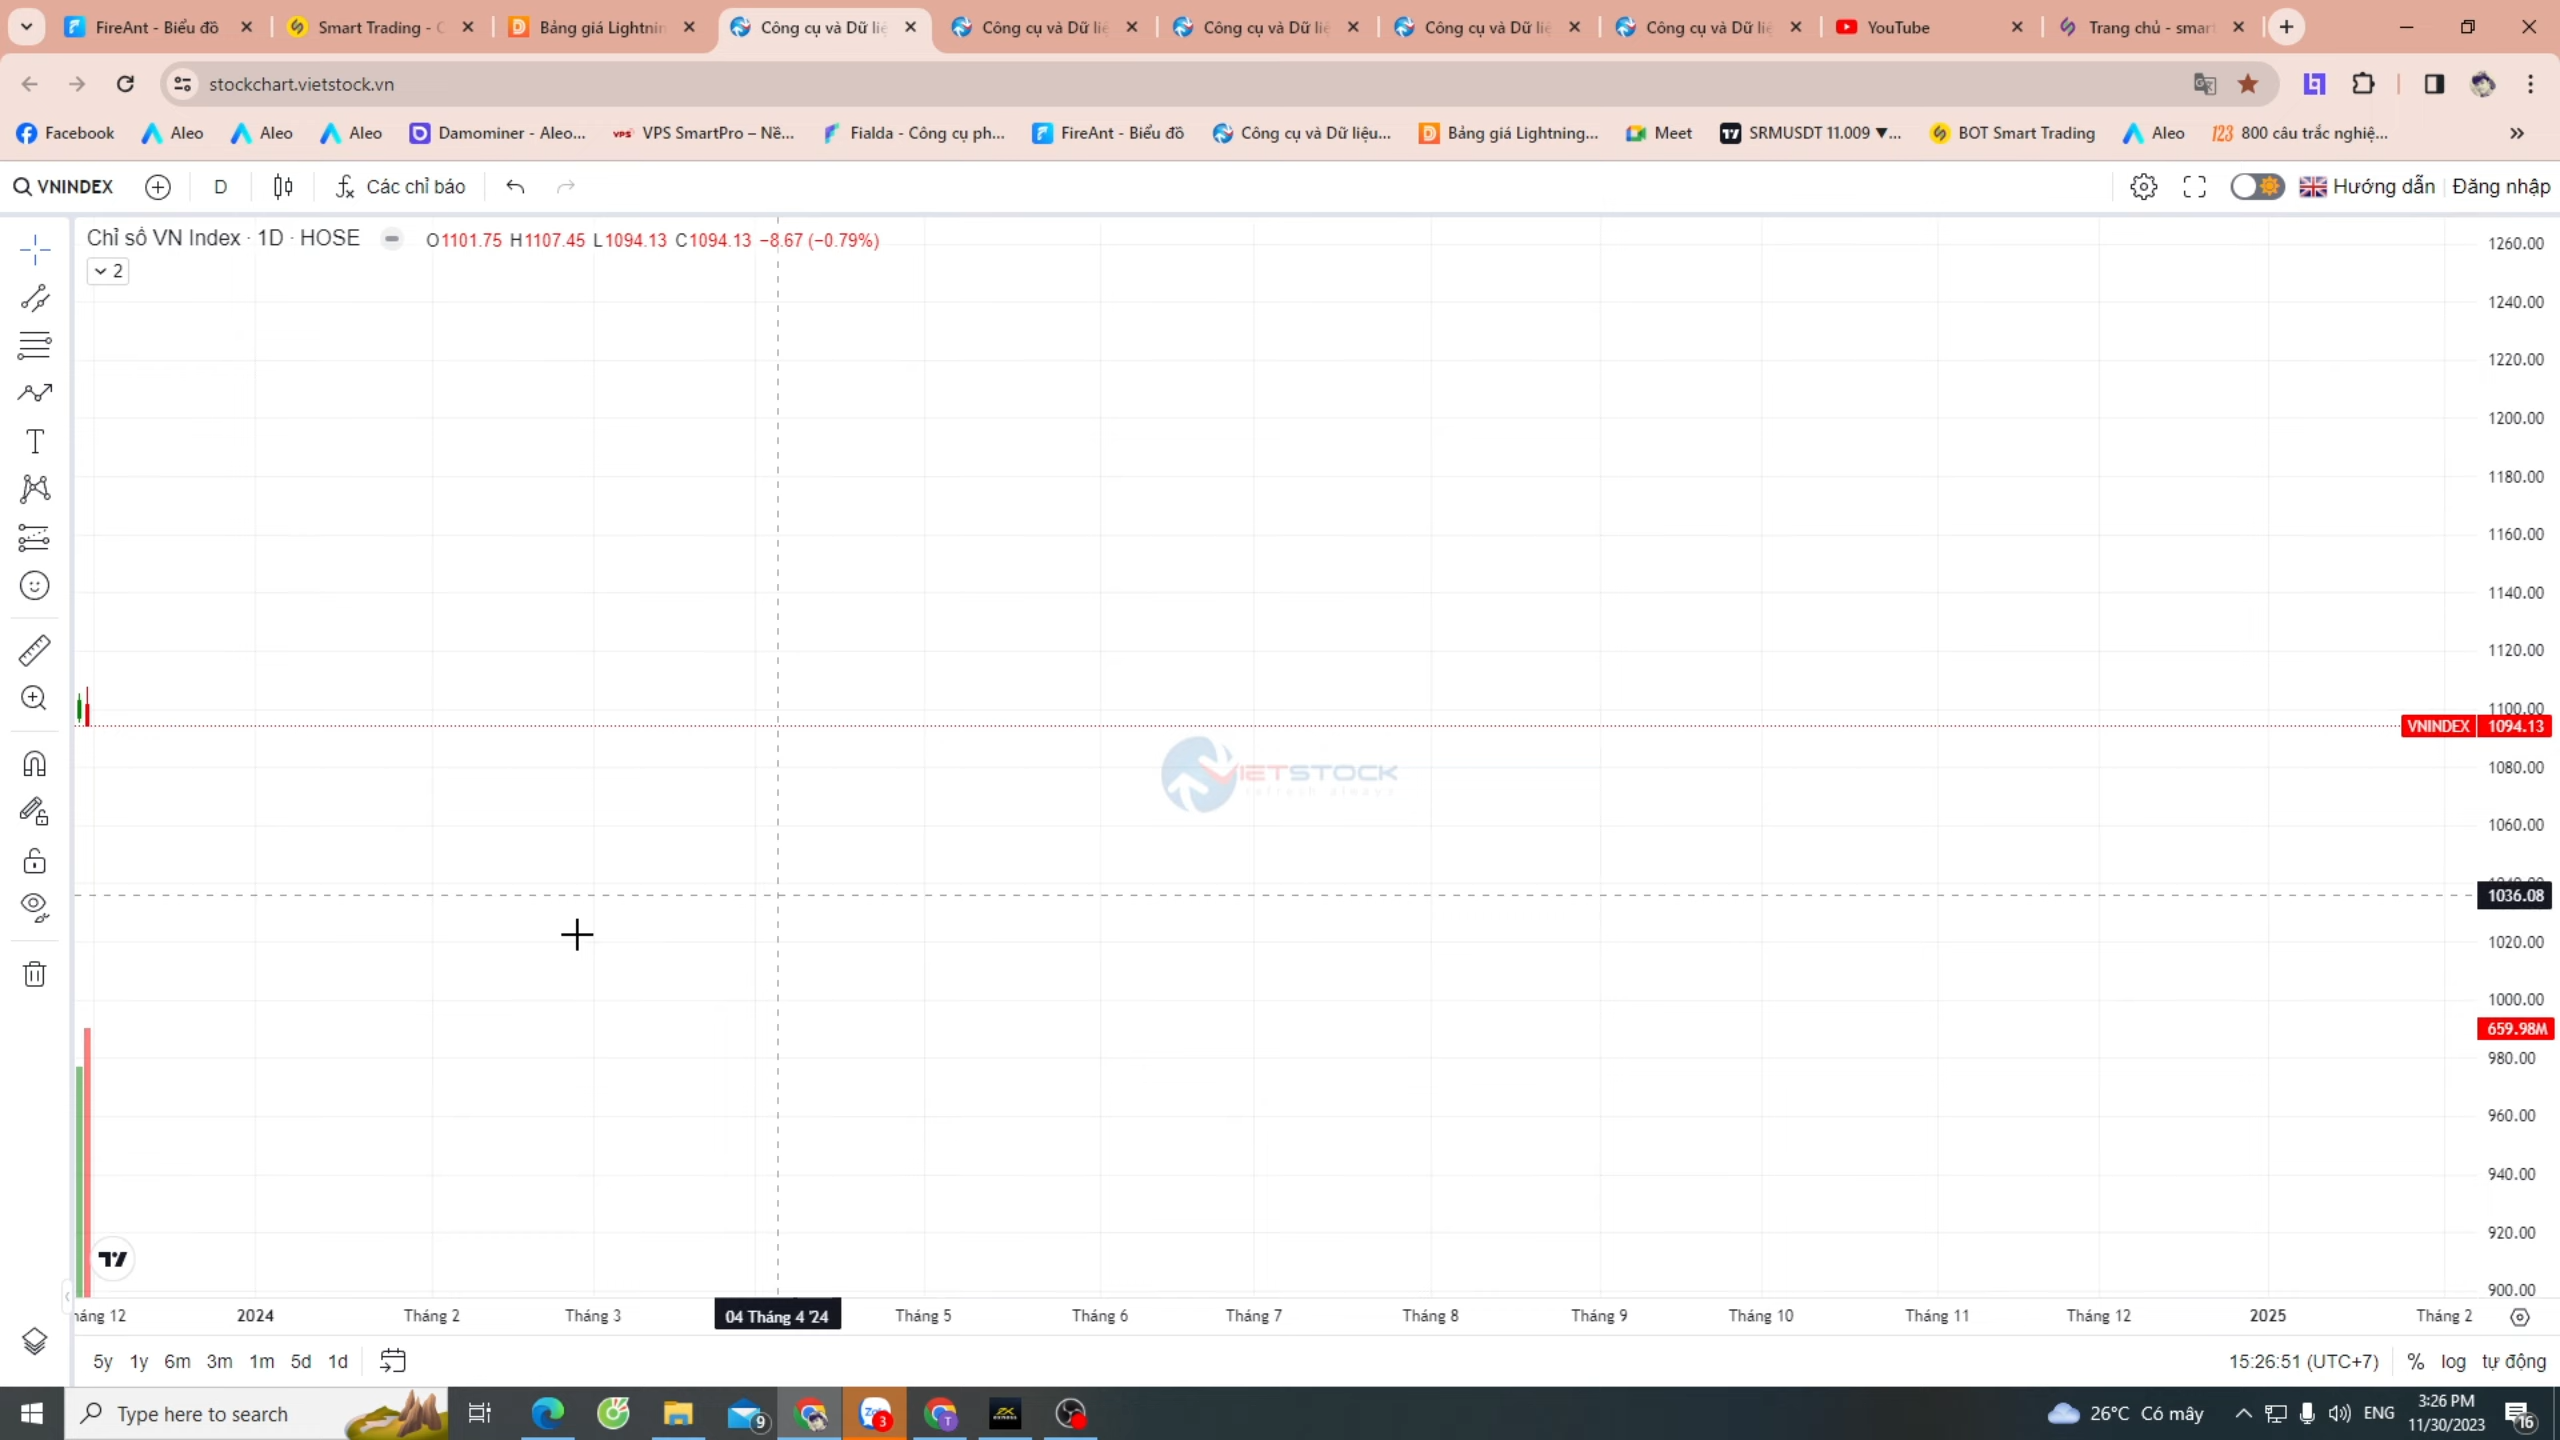 FireAnt - Biểu đồ
Smart Trading - C
Bảng giá Lightnin
Công cụ và Dữ liệ
Công cụ và Dữ liệ
Công cụ và Dữ liệ
Công cụ và Dữ liệ
Công cụ và Dữ liệ
YouTube
Trang chủ - smar
stockchart.vietstock.vn
Facebook
Aleo
Aleo
Aleo
Damominer - Aleo...
VPS SmartPro – Nề...
Fialda - Công cụ ph...
FireAnt - Biểu đồ
Công cụ và Dữ liệu...
Bảng giá Lightning...
Meet
SRMUSDT 11.009 ▼...
BOT Smart Trading
Aleo
123 800 câu trắc nghiệ...
VNINDEX
D
Các chỉ báo
Hướng dẫn
Đăng nhập
Chỉ số VN Index · 1D · HOSE
O1101.75 H1107.45 L1094.13 C1094.13 −8.67 (−0.79%)
2
1260.00
1240.00
1220.00
1200.00
1180.00
1160.00
1140.00
1120.00
1100.00
VNINDEX 1094.13
1080.00
VIETSTOCK
1060.00
1036.08
1020.00
1000.00
659.98M
980.00
960.00
940.00
920.00
900.00
háng 12
2024
Tháng 2
Tháng 3
04 Tháng 4 '24
Tháng 5
Tháng 6
Tháng 7
Tháng 8
Tháng 9
Tháng 10
Tháng 11
Tháng 12
2025
Tháng 2
5y 1y 6m 3m 1m 5d 1d
15:26:51 (UTC+7)
% log tự động
Type here to search
9
3
T
26°C Có mây
ENG
3:26 PM
11/30/2023
16